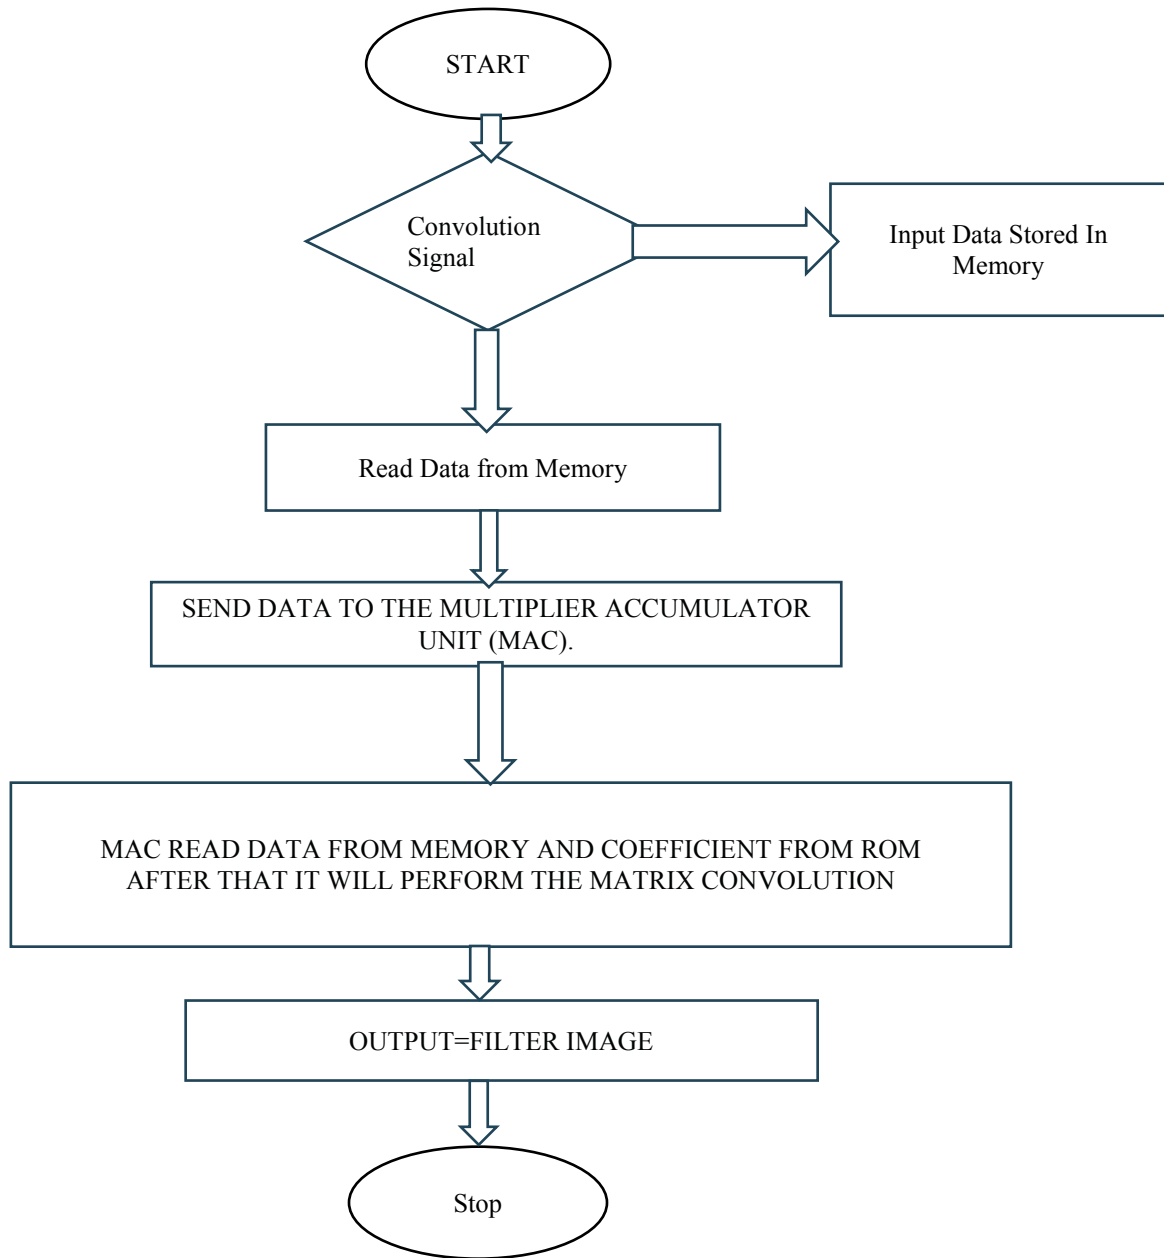 START
Convolution
Signal
Input Data Stored In
Memory
Read Data from Memory
SEND DATA TO THE MULTIPLIER ACCUMULATOR
UNIT (MAC).
MAC READ DATA FROM MEMORY AND COEFFICIENT FROM ROM
AFTER THAT IT WILL PERFORM THE MATRIX CONVOLUTION
OUTPUT=FILTER IMAGE
Stop